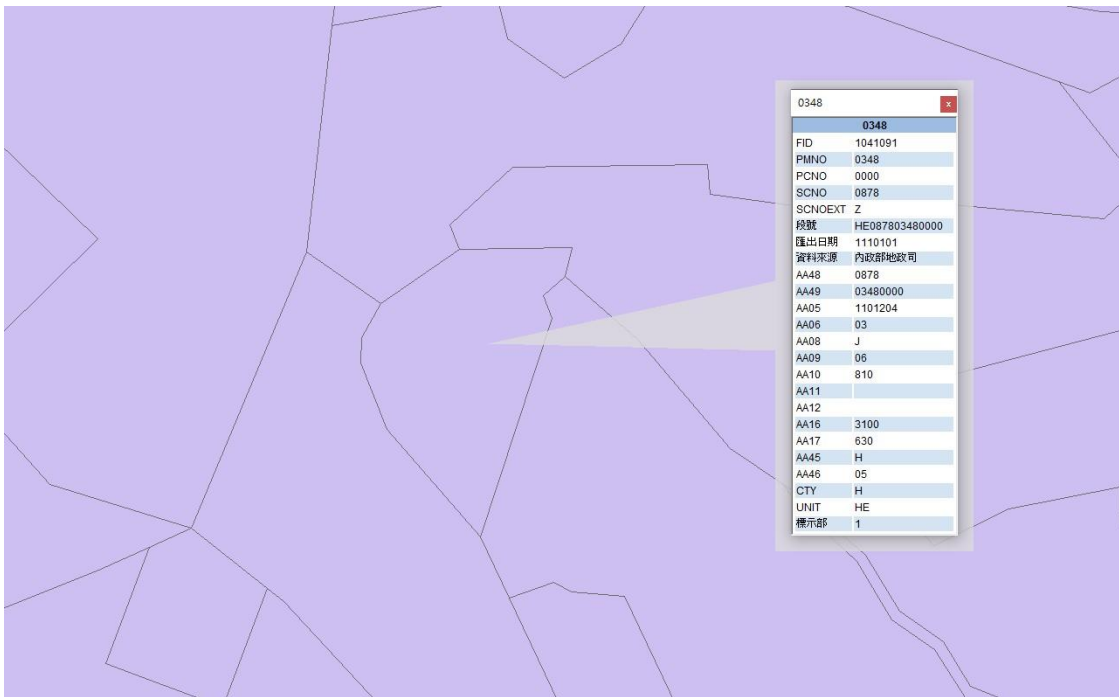 0348
x
0348
FID 1041091
PMNO 0348
PCNO 0000
SCNO 0878
SCNOEXT Z
段號 HE087803480000
匯出日期 1110101
資料來源 內政部地政司
AA48 0878
AA49 03480000
AA05 1101204
AA06 03
AA08 J
AA09 06
AA10 810
AA11
AA12
AA16 3100
AA17 630
AA45 H
AA46 05
CTY H
UNIT HE
標示部 1